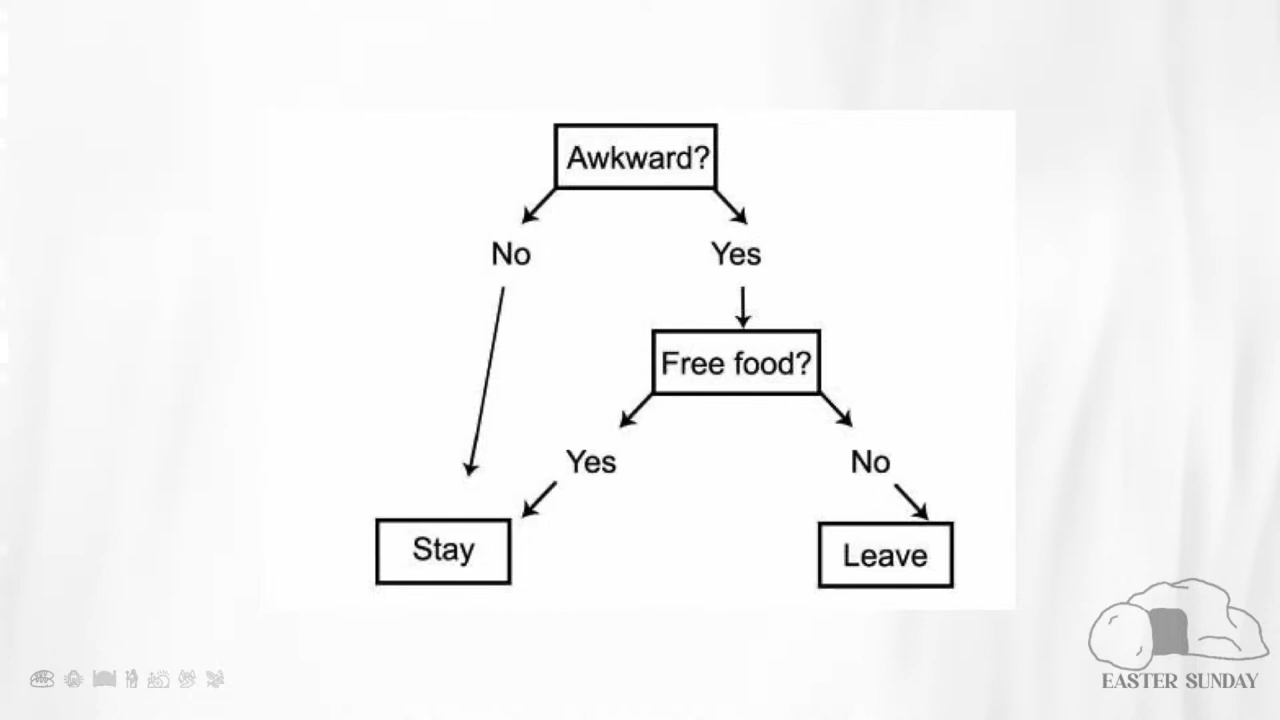 Awkward?
No
Yes
Free food?
Yes
No
Stay
Leave
EASTER SUNDAY